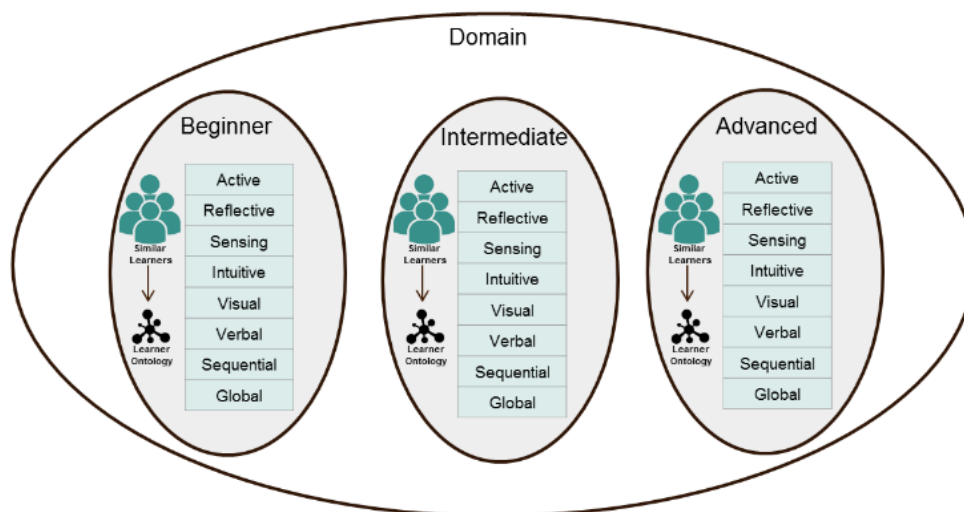 Domain
Beginner
Similar
Learners
Learner
Ontology
Active
Reflective
Sensing
Intuitive
Visual
Verbal
Sequential
Global
Intermediate
Similar
Learners
Learner
Ontology
Active
Reflective
Sensing
Intuitive
Visual
Verbal
Sequential
Global
Advanced
Similar
Learners
Learner
Ontology
Active
Reflective
Sensing
Intuitive
Visual
Verbal
Sequential
Global